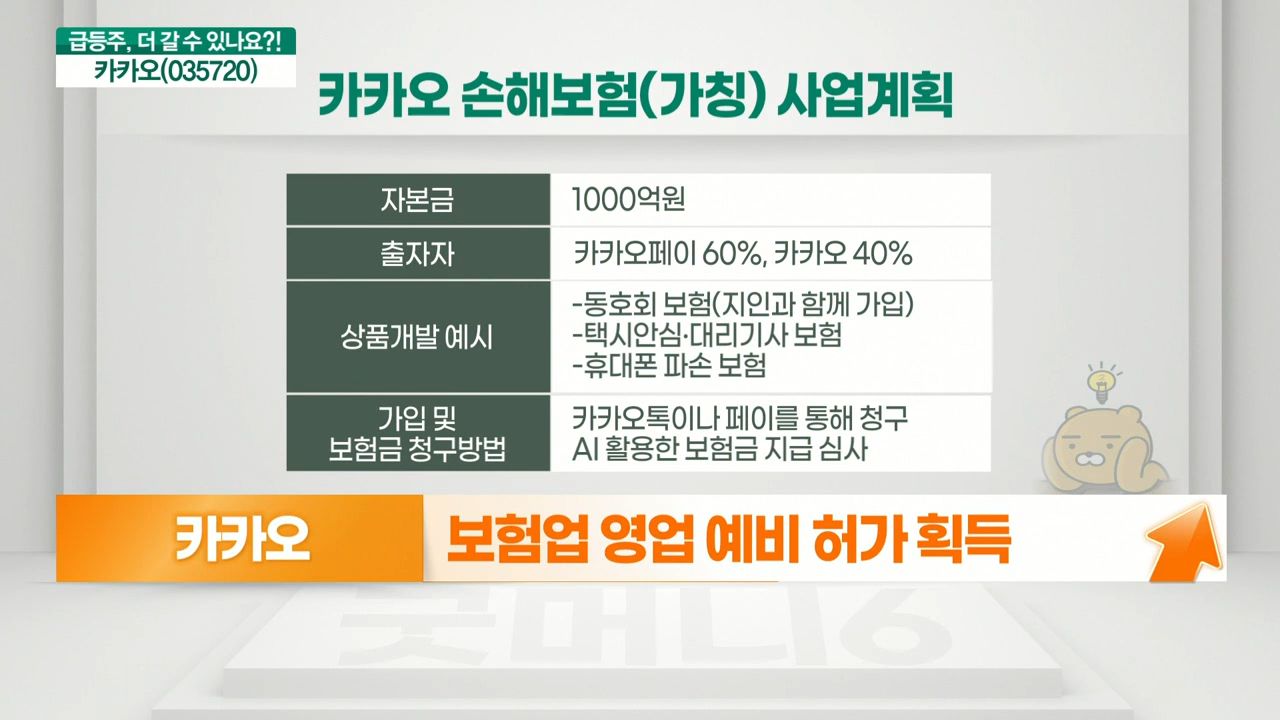 급등주, 더 갈 수 있나요?!
카카오(035720)
카카오 손해보험(가칭) 사업계획
자본금
1000억원
출자자
카카오페이 60%, 카카오 40%
상품개발 예시
-동호회 보험(지인과 함께 가입)
-택시안심·대리기사 보험
-휴대폰 파손 보험
가입 및
보험금 청구방법
카카오톡이나 페이를 통해 청구
AI 활용한 보험금 지급 심사
카카오
보험업 영업 예비 허가 획득
굿머니6